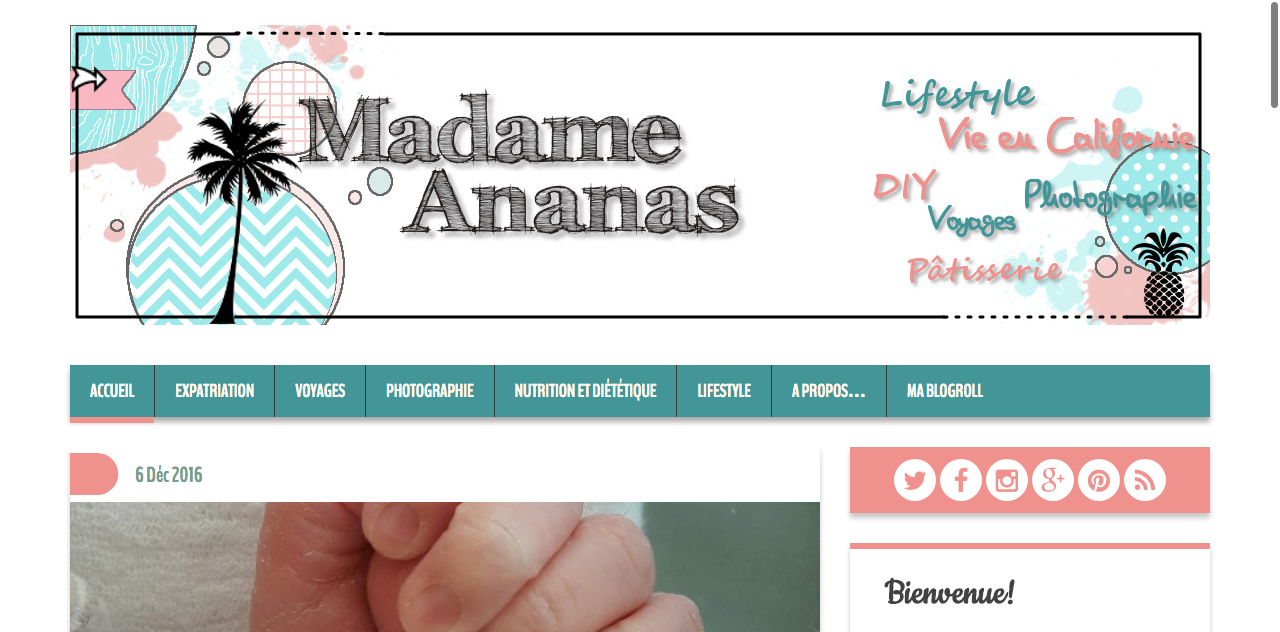 Madame
Ananas
Lifestyle
Vie en Californie
DIY
Photographie
Voyages
Pâtisserie
ACCUEIL
EXPATRIATION
VOYAGES
PHOTOGRAPHIE
NUTRITION ET DIÉTÉTIQUE
LIFESTYLE
A PROPOS…
MA BLOGROLL
6 Déc 2016
Bienvenue!